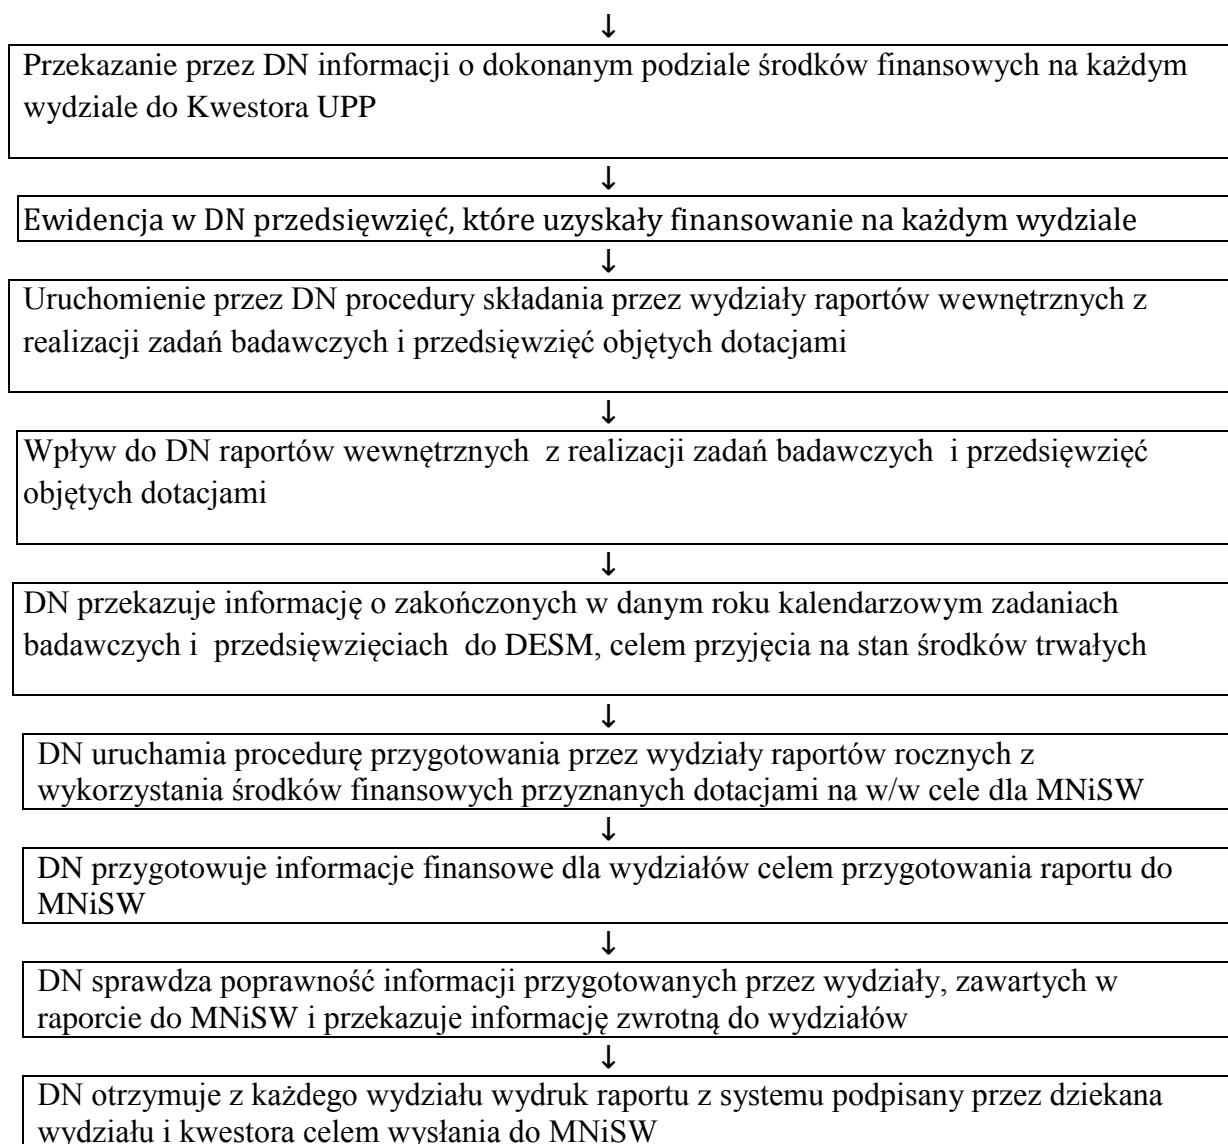 ↓
Przekazanie przez DN informacji o dokonanym podziale środków finansowych na każdym
wydziale do Kwestora UPP
↓
Ewidencja w DN przedsięwzięć, które uzyskały finansowanie na każdym wydziale
↓
Uruchomienie przez DN procedury składania przez wydziały raportów wewnętrznych z
realizacji zadań badawczych i przedsięwzięć objętych dotacjami
↓
Wpływ do DN raportów wewnętrznych z realizacji zadań badawczych i przedsięwzięć
objętych dotacjami
↓
DN przekazuje informację o zakończonych w danym roku kalendarzowym zadaniach
badawczych i przedsięwzięciach do DESM, celem przyjęcia na stan środków trwałych
↓
DN uruchamia procedurę przygotowania przez wydziały raportów rocznych z
wykorzystania środków finansowych przyznanych dotacjami na w/w cele dla MNiSW
↓
DN przygotowuje informacje finansowe dla wydziałów celem przygotowania raportu do
MNiSW
↓
DN sprawdza poprawność informacji przygotowanych przez wydziały, zawartych w
raporcie do MNiSW i przekazuje informację zwrotną do wydziałów
↓
DN otrzymuje z każdego wydziału wydruk raportu z systemu podpisany przez dziekana
wydziału i kwestora celem wysłania do MNiSW